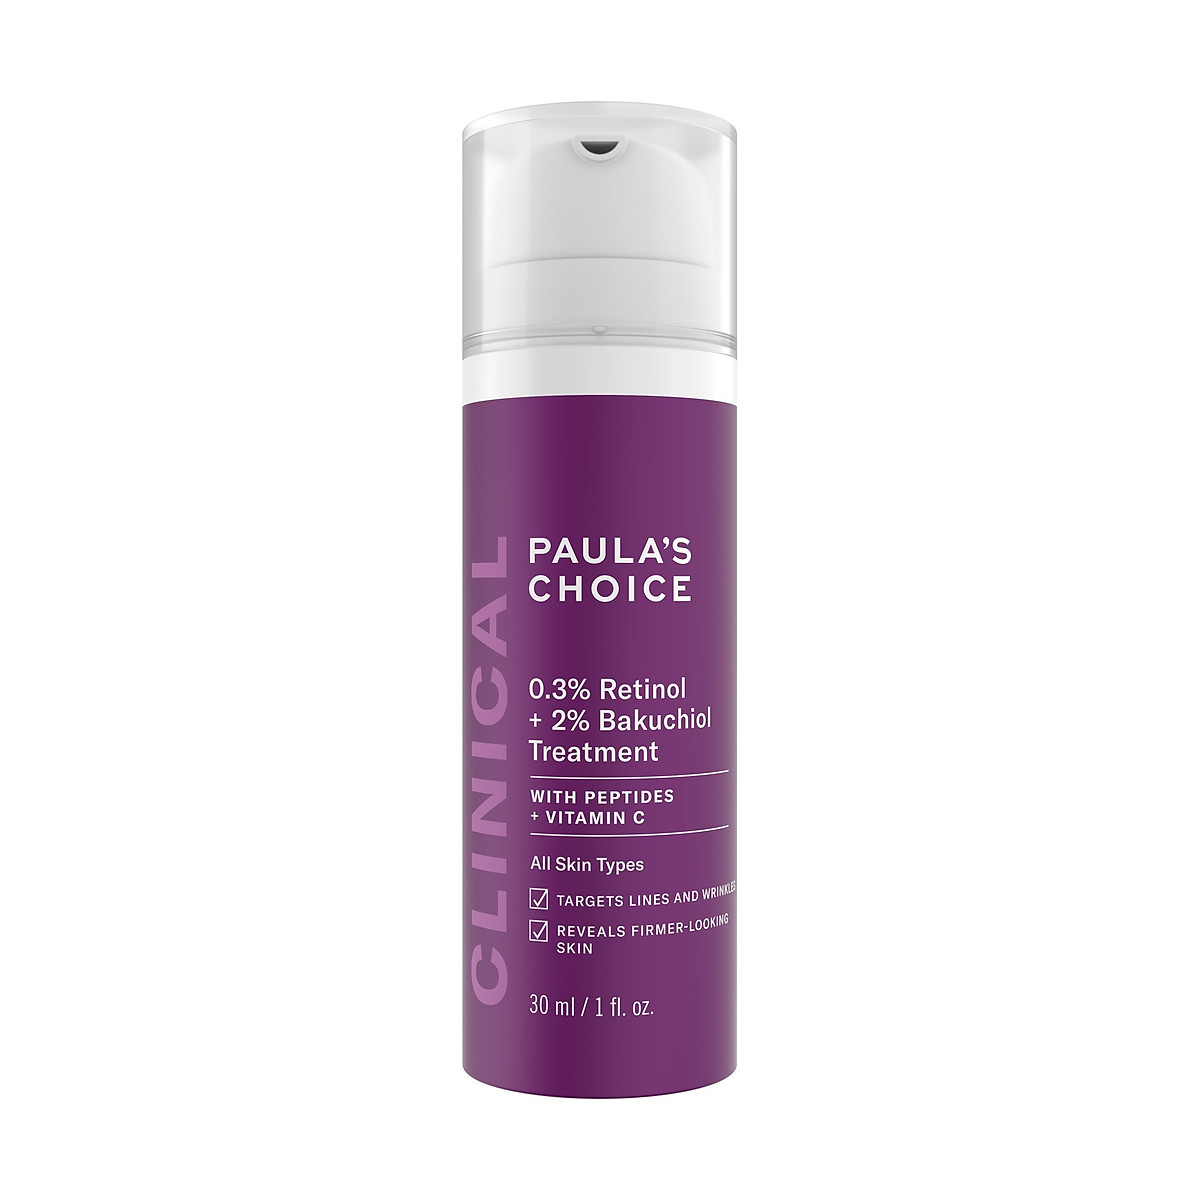 CLINICAL
PAULA'S
CHOICE
0.3% Retinol
+ 2% Bakuchiol
Treatment
WITH PEPTIDES
+ VITAMIN C
All Skin Types
TARGETS LINES AND WRINKLES
REVEALS FIRMER-LOOKING
SKIN
30 ml / 1 fl. oz.